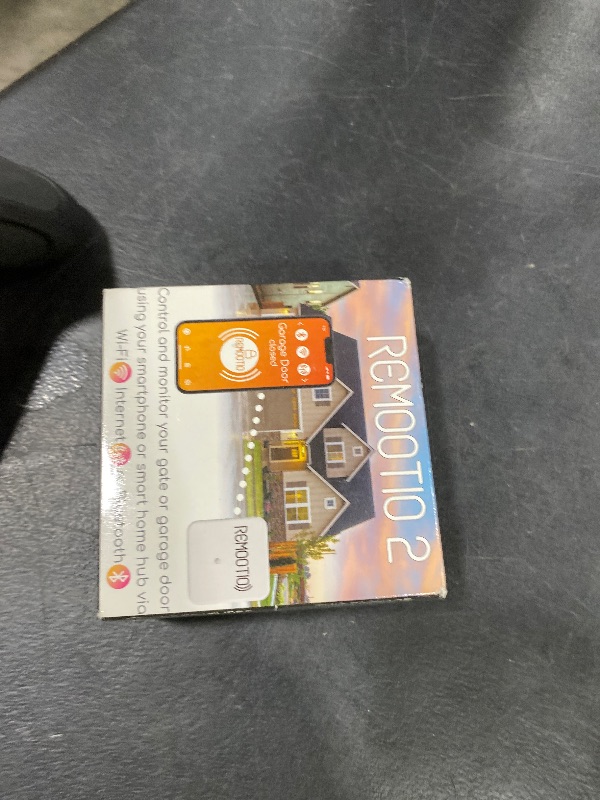 REMOOTIO 2
Garage Door
closed
REMOOTIO
REMOOTIO
Control and monitor your gate or garage door
using your smartphone or smart home hub via
Wi-Fi Internet